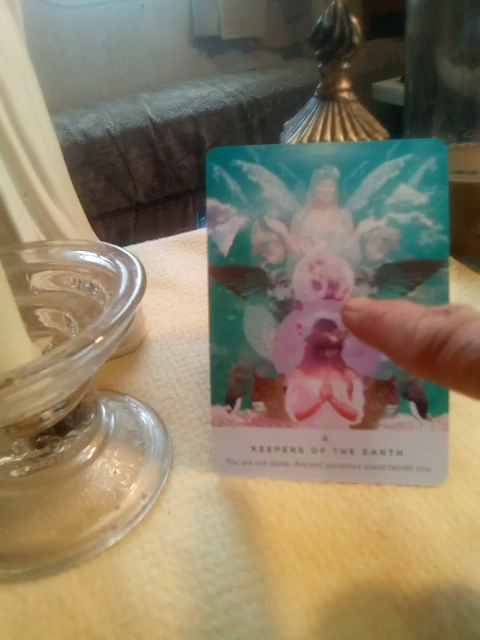 KEEPERS OF THE EARTH
You are not alone. Ancient ancestors stand beside you.